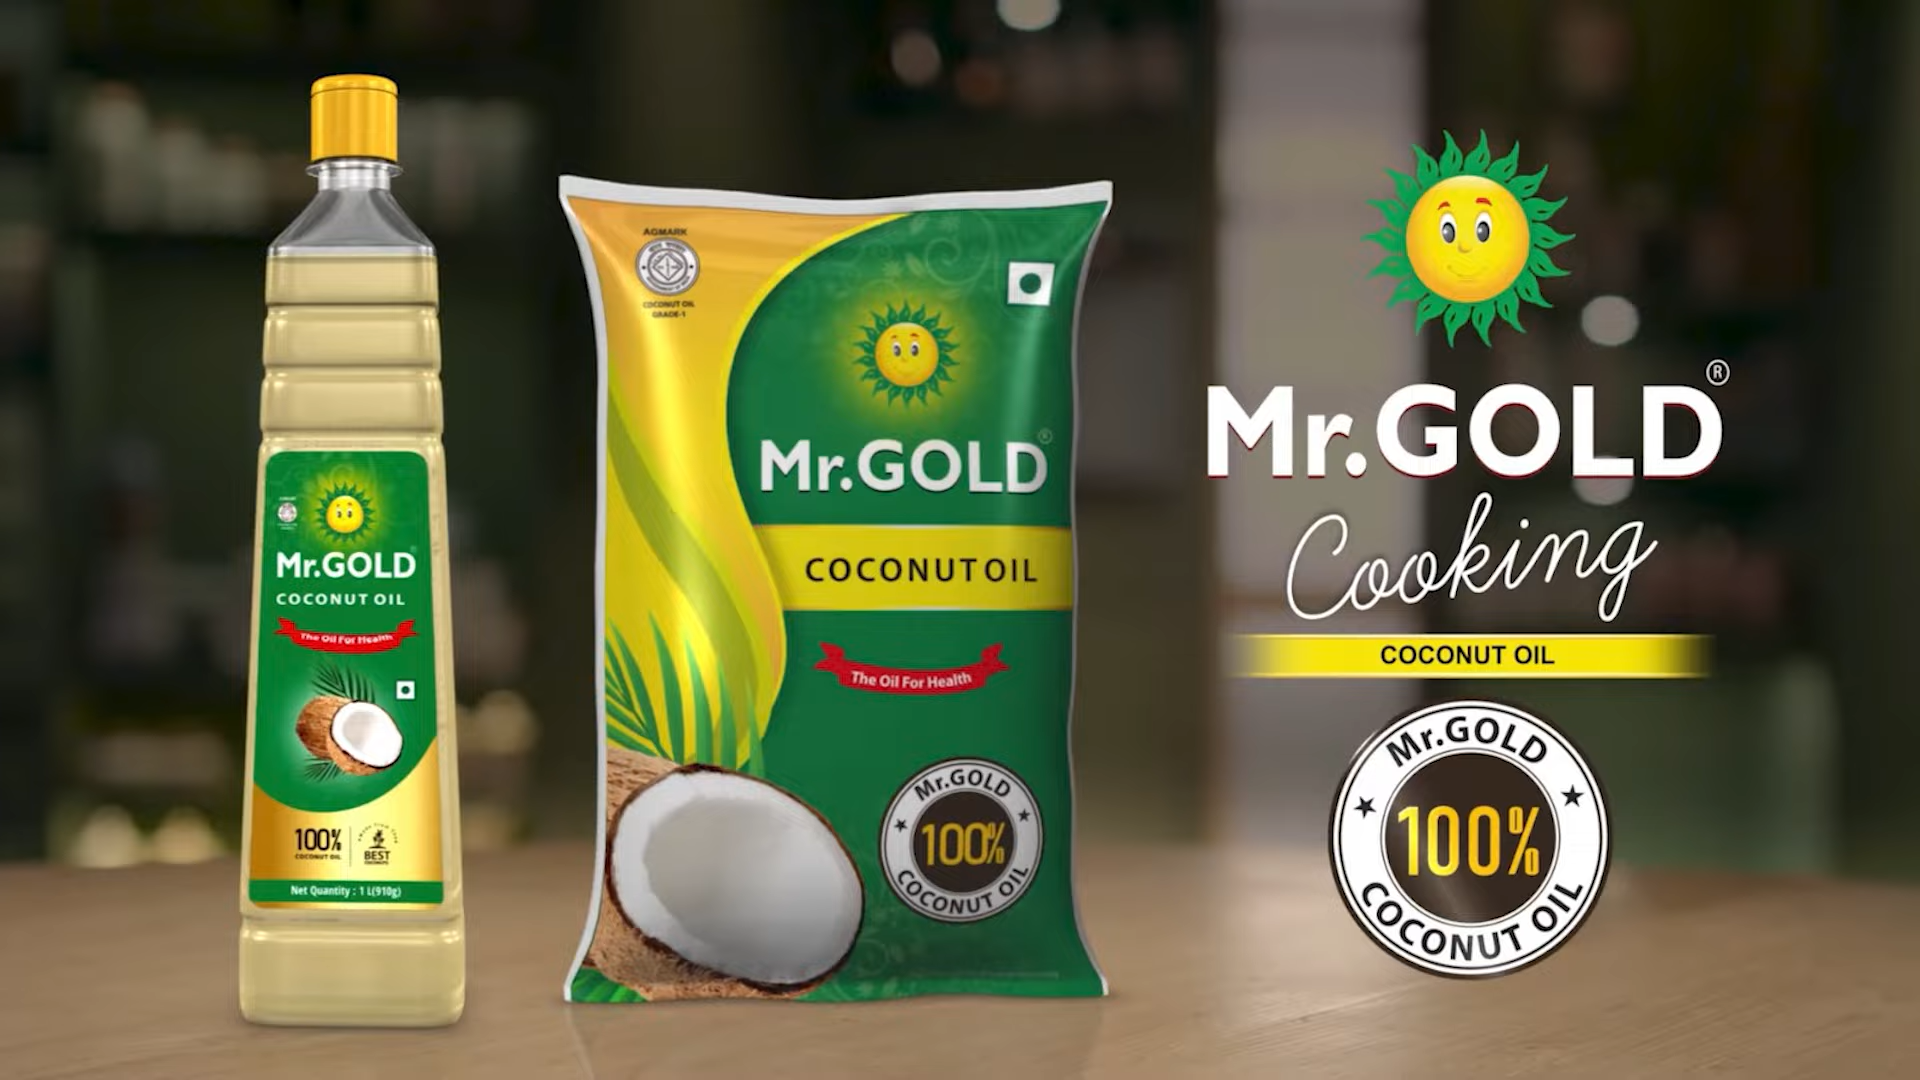 Mr.GOLD
COCONUT OIL
The Oil For Health
100%
COCONUT OIL
BEST
Net Quantity : 1 L(910g)
AGMARK
COCONUT OIL
GRADE-1
Mr.GOLD®
COCONUT OIL
The Oil For Health
Mr.GOLD
100%
COCONUT OIL
Mr.GOLD®
Cooking
COCONUT OIL
Mr.GOLD
100%
COCONUT OIL